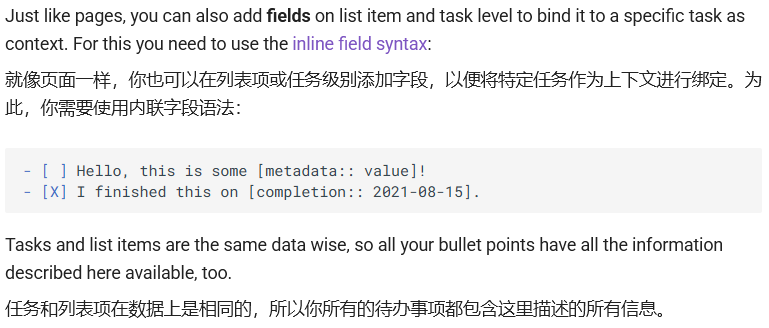 Just like pages, you can also add fields on list item and task level to bind it to a specific task as
context. For this you need to use the inline field syntax:
就像页面一样，你也可以在列表项或任务级别添加字段，以便将特定任务作为上下文进行绑定。为
此，你需要使用内联字段语法：
- [ ] Hello, this is some [metadata:: value]!
- [X] I finished this on [completion:: 2021-08-15].
Tasks and list items are the same data wise, so all your bullet points have all the information
described here available, too.
任务和列表项在数据上是相同的，所以你所有的待办事项都包含这里描述的所有信息。